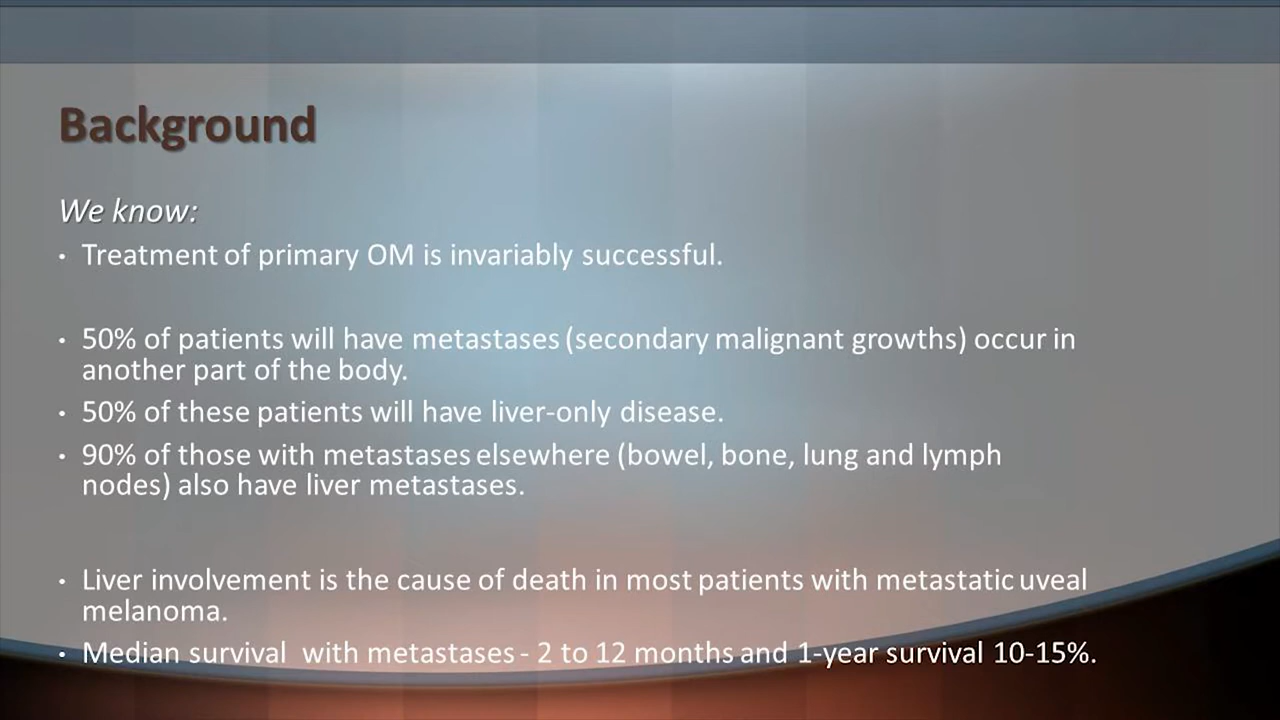 Background
We know:
• Treatment of primary OM is invariably successful.
• 50% of patients will have metastases (secondary malignant growths) occur in
another part of the body.
• 50% of these patients will have liver-only disease.
• 90% of those with metastases elsewhere (bowel, bone, lung and lymph
nodes) also have liver metastases.
• Liver involvement is the cause of death in most patients with metastatic uveal
melanoma.
• Median survival  with metastases - 2 to 12 months and 1-year survival 10-15%.